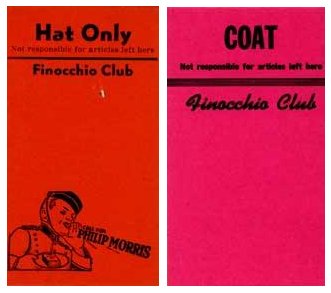 Hat Only
Not responsible for articles left here
Finocchio Club
CALL FOR
PHILIP MORRIS
COAT
Not responsible for articles left here
Finocchio Club